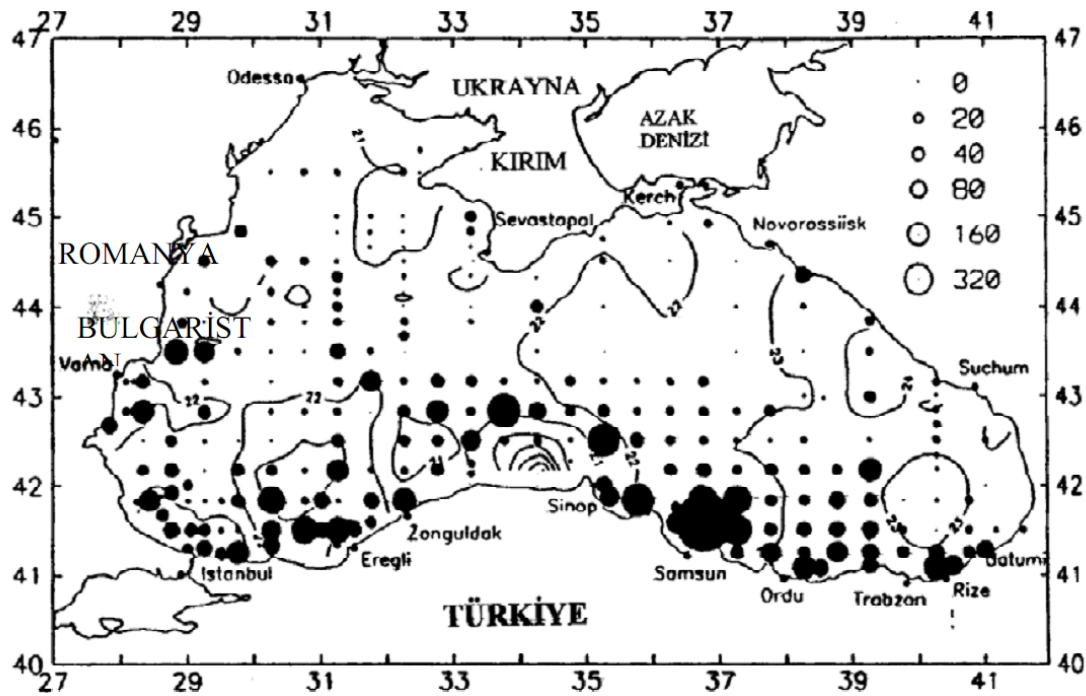 27 29 31 33 35 37 39 41
47 47
Odessa
UKRAYNA
0
46 46
21
AZAK
DENİZİ
20
KIRIM
40
Kerch
80
45 45
Sevastapol
Novorossiisk
160
ROMANYA
320
44 44
22
22
23
BULGARİST
AN
Varna
24
Suchum
43 43
22
22
21
42 42
Sinop
Zonguldak
Istanbul
Eregli
Samsun
Batumi
41 41
Ordu
Trabzon
Rize
TÜRKİYE
40 40
27 29 31 33 35 37 39 41